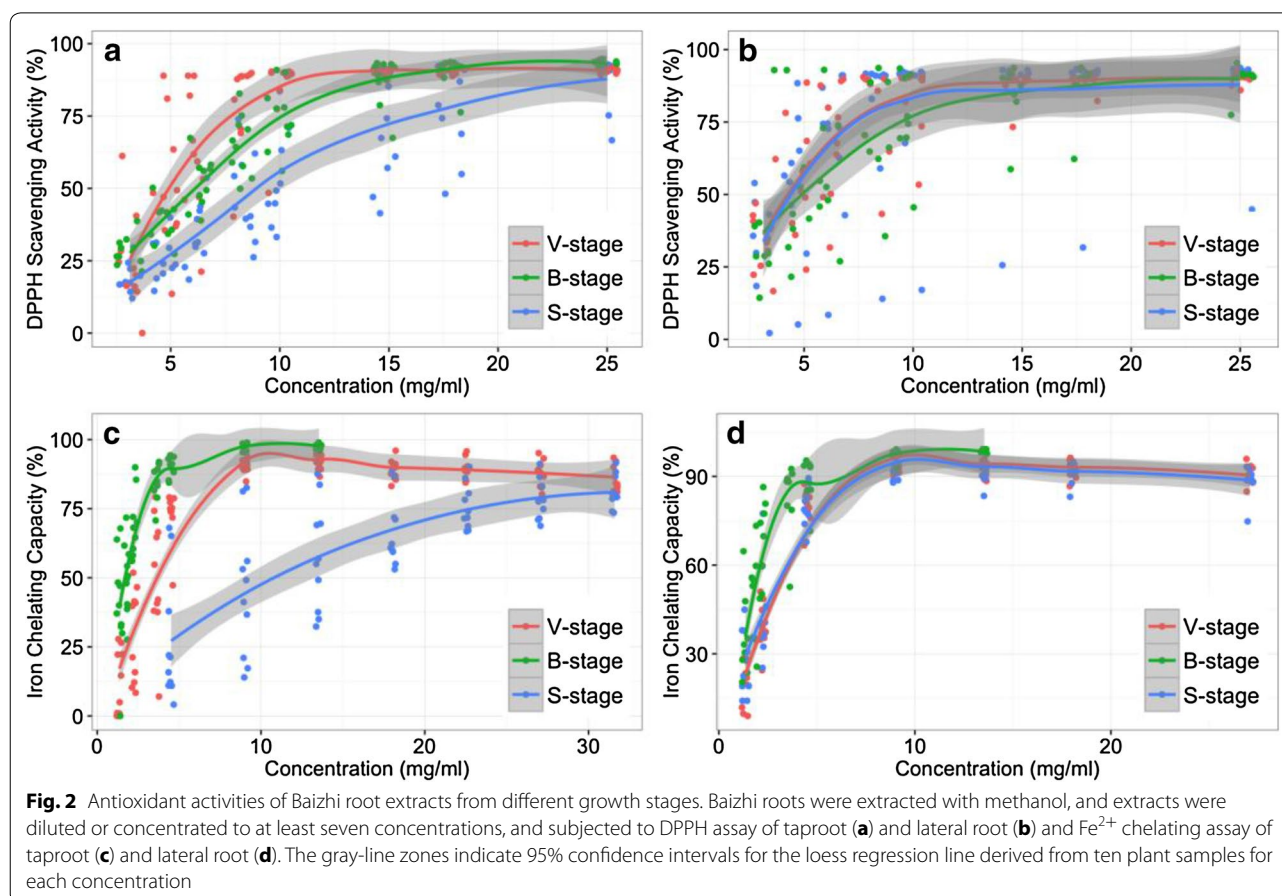 a
100
75
50
25
0
DPPH Scavenging Activity (%)
V-stage
B-stage
S-stage
5 10 15 20 25
Concentration (mg/ml)
b
100
75
50
25
0
DPPH Scavenging Activity (%)
V-stage
B-stage
S-stage
5 10 15 20 25
Concentration (mg/ml)
c
100
75
50
25
0
Iron Chelating Capacity (%)
V-stage
B-stage
S-stage
0 10 20 30
Concentration (mg/ml)
d
90
60
30
Iron Chelating Capacity (%)
V-stage
B-stage
S-stage
0 10 20
Concentration (mg/ml)
Fig. 2 Antioxidant activities of Baizhi root extracts from different growth stages. Baizhi roots were extracted with methanol, and extracts were
diluted or concentrated to at least seven concentrations, and subjected to DPPH assay of taproot (a) and lateral root (b) and Fe²⁺ chelating assay of
taproot (c) and lateral root (d). The gray-line zones indicate 95% confidence intervals for the loess regression line derived from ten plant samples for
each concentration